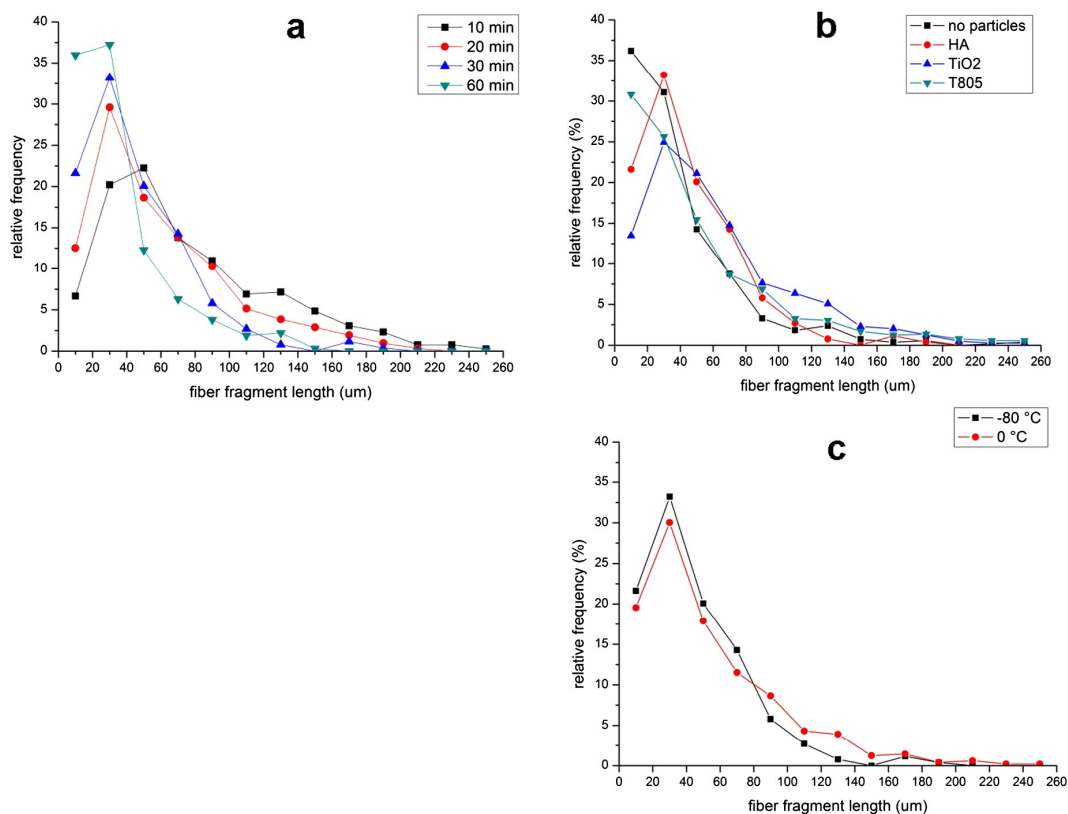 a
10 min
20 min
30 min
60 min
relative frequency
40
35
30
25
20
15
10
5
0
0 20 40 60 80 100 120 140 160 180 200 220 240 260
fiber fragment length (um)
b
no particles
HA
TiO2
T805
relative frequency (%)
40
35
30
25
20
15
10
5
0
0 20 40 60 80 100 120 140 160 180 200 220 240 260
fiber fragment length (um)
c
-80 °C
0 °C
relative frequency (%)
40
35
30
25
20
15
10
5
0
0 20 40 60 80 100 120 140 160 180 200 220 240 260
fiber fragment length (um)